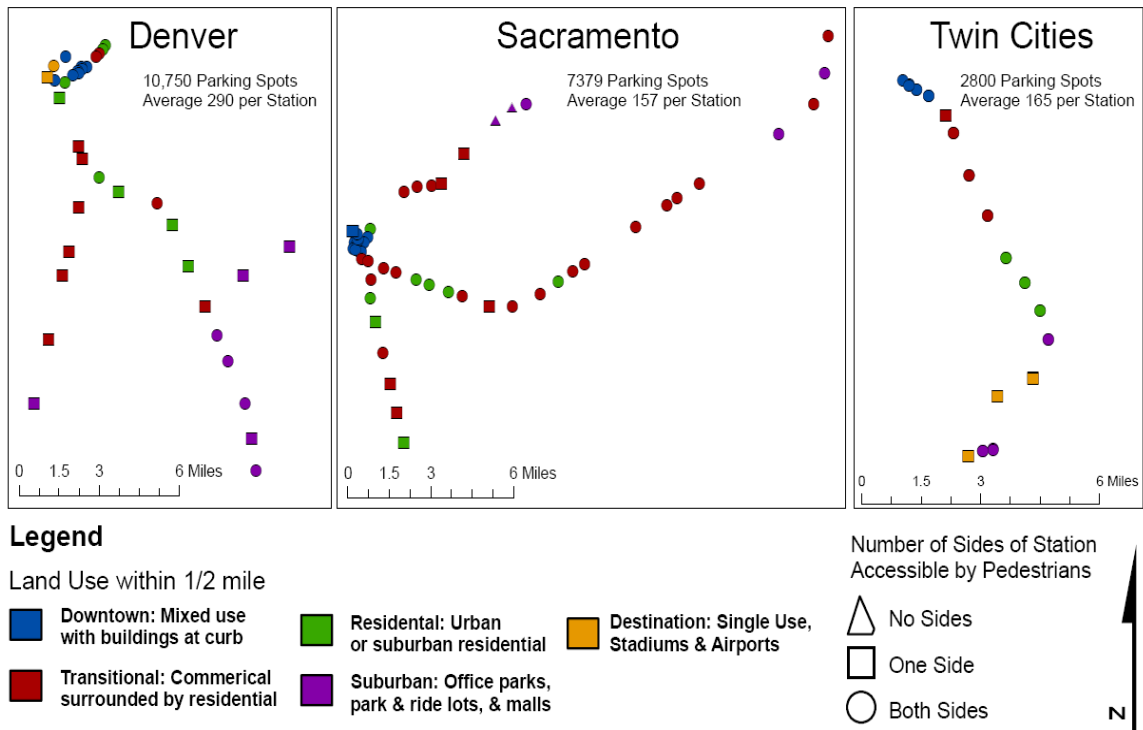 Denver
10,750 Parking Spots
Average 290 per Station
0 1.5 3 6 Miles
Sacramento
7379 Parking Spots
Average 157 per Station
0 1.5 3 6 Miles
Twin Cities
2800 Parking Spots
Average 165 per Station
0 1.5 3 6 Miles
Legend
Land Use within 1/2 mile
Downtown: Mixed use
with buildings at curb
Transitional: Commerical
surrounded by residential
Residental: Urban
or suburban residential
Suburban: Office parks,
park & ride lots, & malls
Destination: Single Use,
Stadiums & Airports
Number of Sides of Station
Accessible by Pedestrians
No Sides
One Side
Both Sides
N